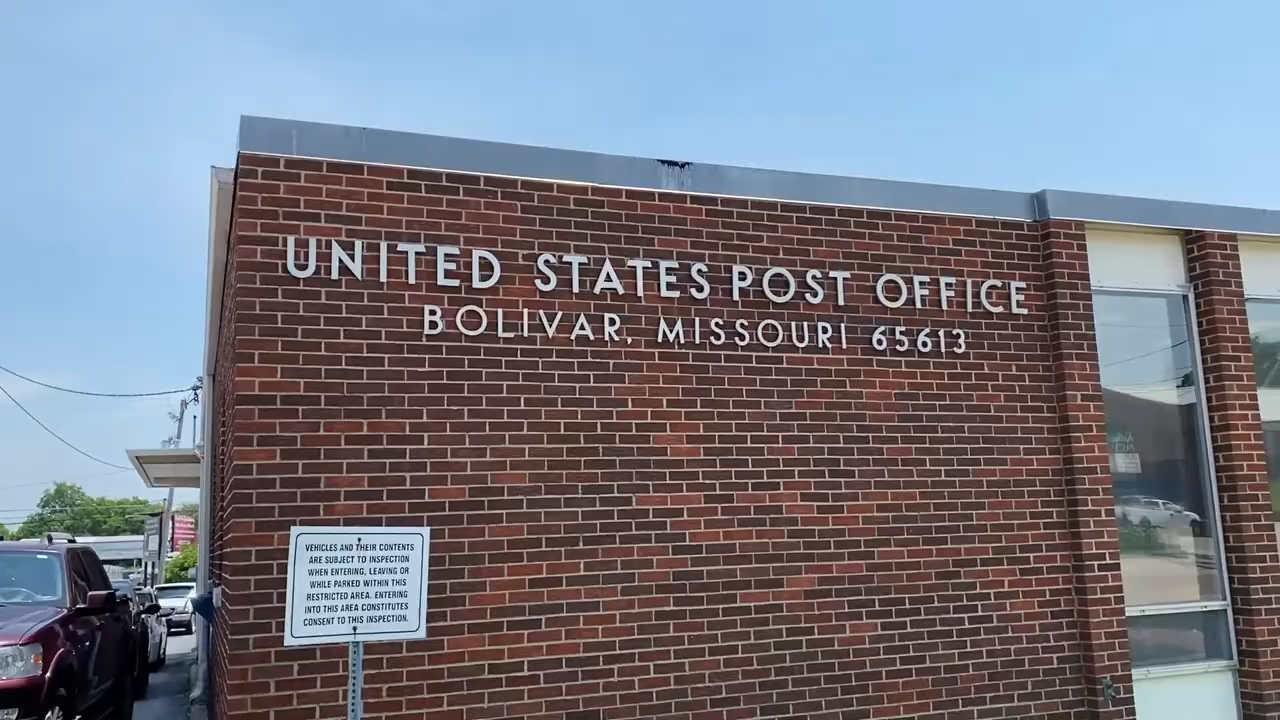 UNITED STATES POST OFFICE
BOLIVAR, MISSOURI 65613
VEHICLES AND THEIR CONTENTS
ARE SUBJECT TO INSPECTION
WHEN ENTERING, LEAVING OR
WHILE PARKED WITHIN THIS
RESTRICTED AREA. ENTERING
INTO THIS AREA CONSTITUTES
CONSENT TO THIS INSPECTION.